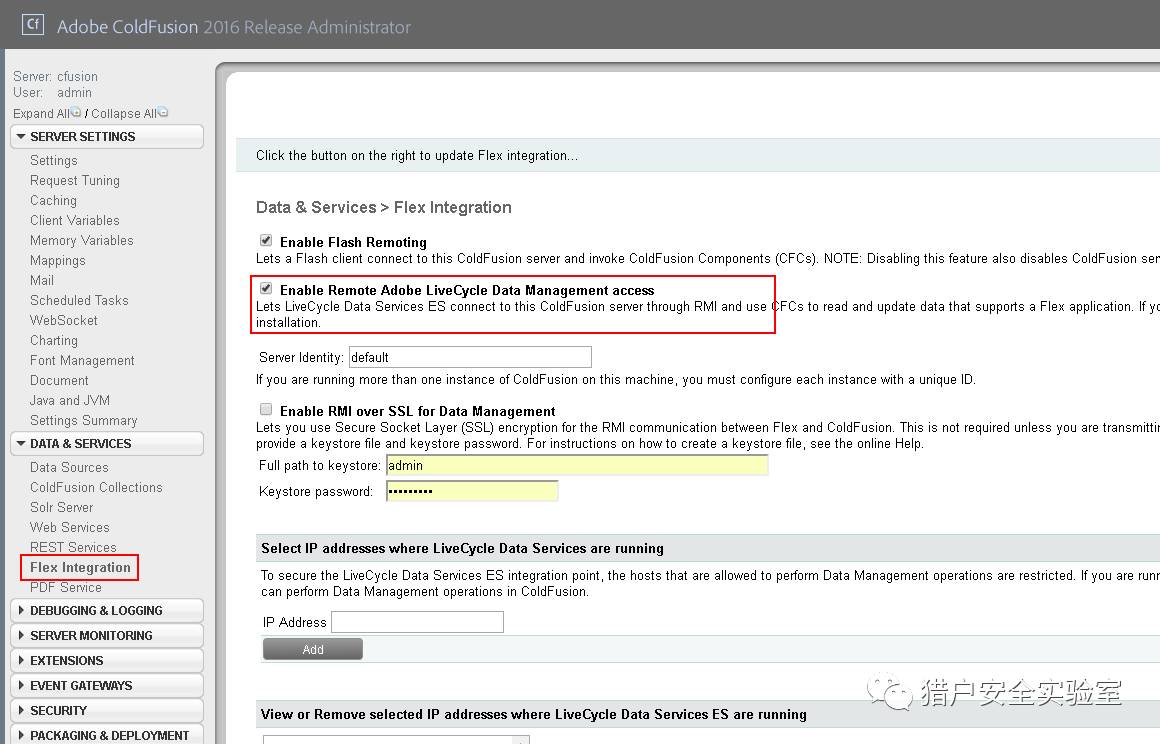 Cf Adobe ColdFusion 2016 Release Administrator
Server: cfusion
User: admin
Expand All / Collapse All
SERVER SETTINGS
Settings
Request Tuning
Caching
Client Variables
Memory Variables
Mappings
Mail
Scheduled Tasks
WebSocket
Charting
Font Management
Document
Java and JVM
Settings Summary
DATA & SERVICES
Data Sources
ColdFusion Collections
Solr Server
Web Services
REST Services
Flex Integration
PDF Service
DEBUGGING & LOGGING
SERVER MONITORING
EXTENSIONS
EVENT GATEWAYS
SECURITY
PACKAGING & DEPLOYMENT
Click the button on the right to update Flex integration...
Data & Services > Flex Integration
Enable Flash Remoting
Lets a Flash client connect to this ColdFusion server and invoke ColdFusion Components (CFCs). NOTE: Disabling this feature also disables ColdFusion ser
Enable Remote Adobe LiveCycle Data Management access
Lets LiveCycle Data Services ES connect to this ColdFusion server through RMI and use CFCs to read and update data that supports a Flex application. If yo
installation.
Server Identity: default
If you are running more than one instance of ColdFusion on this machine, you must configure each instance with a unique ID.
Enable RMI over SSL for Data Management
Lets you use Secure Socket Layer (SSL) encryption for the RMI communication between Flex and ColdFusion. This is not required unless you are transmittin
provide a keystore file and keystore password. For instructions on how to create a keystore file, see the online Help.
Full path to keystore: admin
Keystore password: •••••••••
Select IP addresses where LiveCycle Data Services are running
To secure the LiveCycle Data Services ES integration point, the hosts that are allowed to perform Data Management operations are restricted. If you are runn
can perform Data Management operations in ColdFusion.
IP Address
Add
View or Remove selected IP addresses where LiveCycle Data Services ES are running
猎户安全实验室